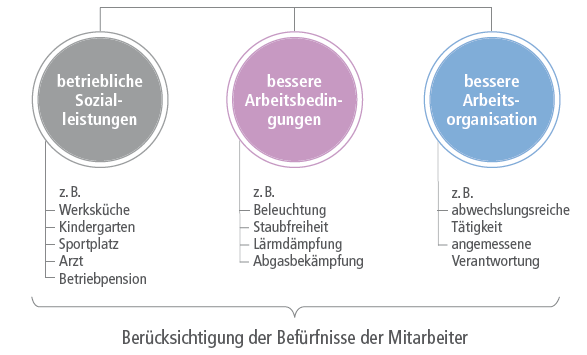 betriebliche
Sozial-
leistungen
z. B.
Werksküche
Kindergarten
Sportplatz
Arzt
Betriebpension
bessere
Arbeitsbedin-
gungen
z. B.
Beleuchtung
Staubfreiheit
Lärmdämpfung
Abgasbekämpfung
bessere
Arbeits-
organisation
z. B.
abwechslungsreiche
Tätigkeit
angemessene
Verantwortung
Berücksichtigung der Befürfnisse der Mitarbeiter